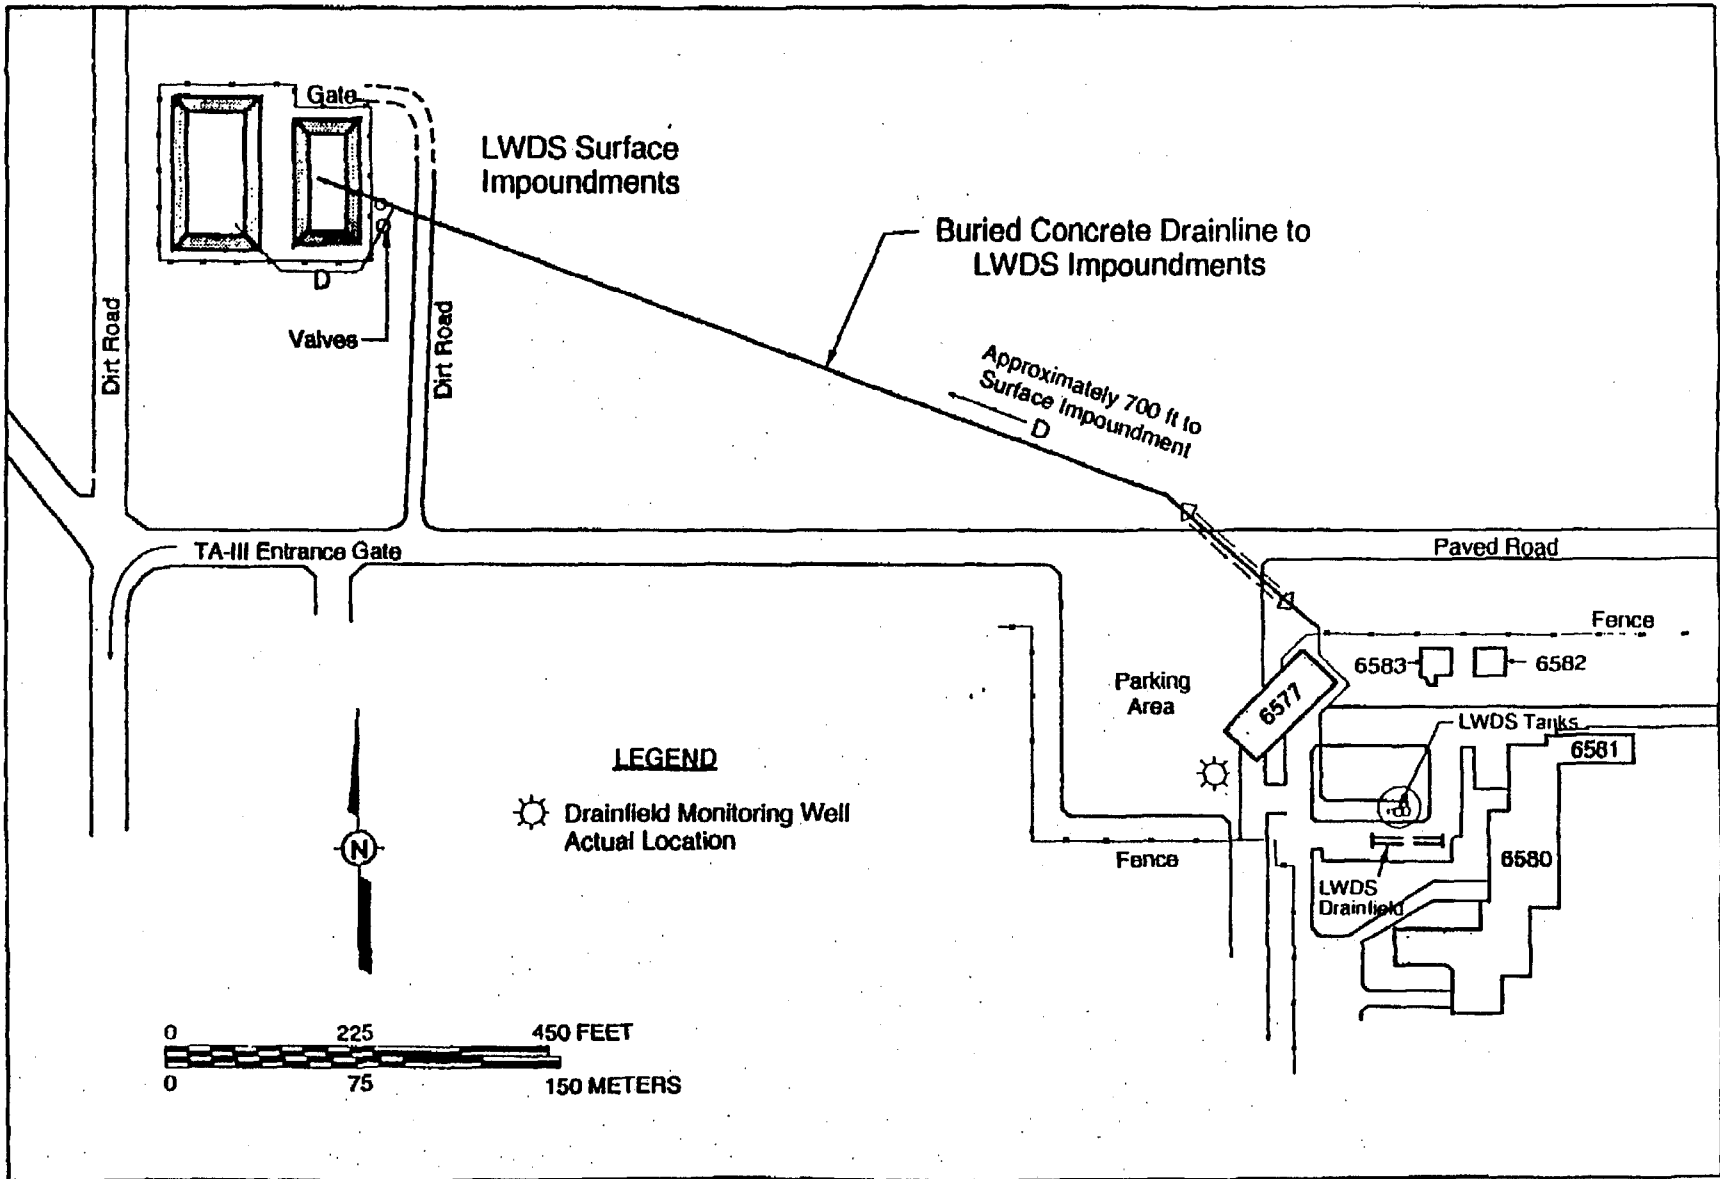 Gate
LWDS Surface
Impoundments
D
Valves
Dirt Road
Dirt Road
Buried Concrete Drainline to
LWDS Impoundments
Approximately 700 ft to
Surface Impoundment
D
TA-III Entrance Gate
Paved Road
Fence
6583
6582
Parking
Area
6577
LWDS Tanks
6581
LEGEND
Drainfield Monitoring Well
Actual Location
N
Fence
6580
LWDS
Drainfield
0 225 450 FEET
0 75 150 METERS